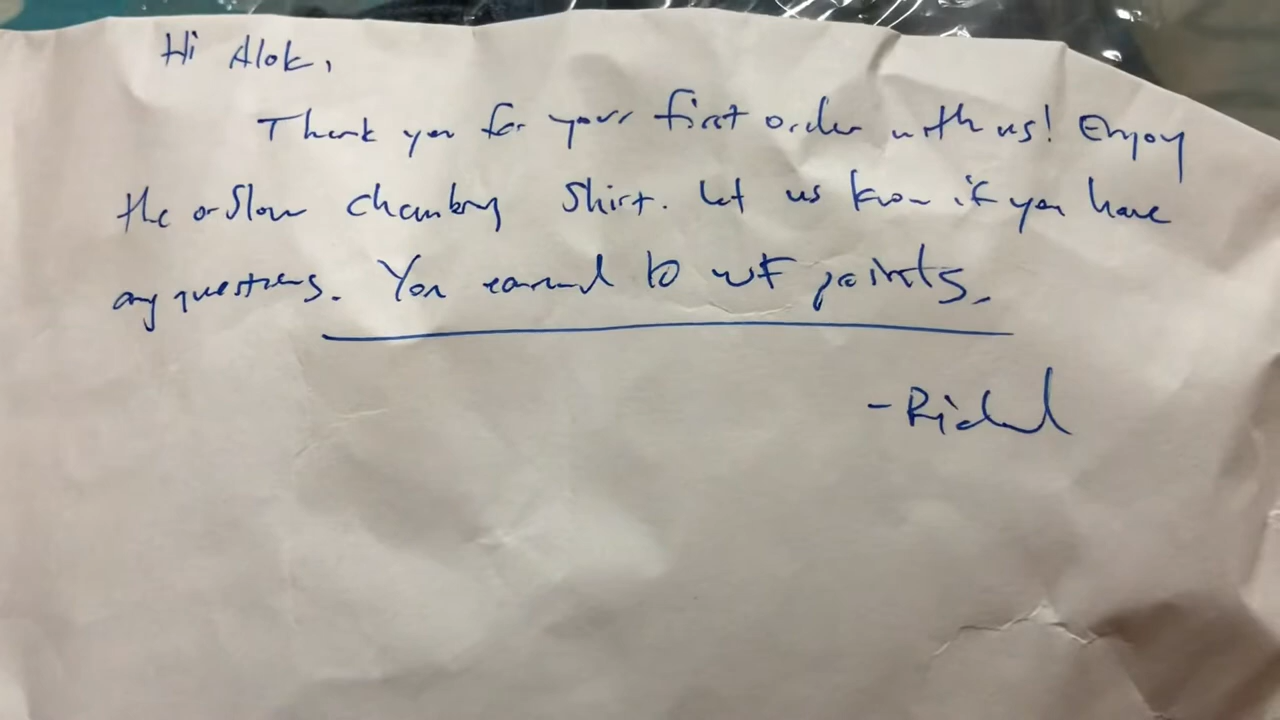 Hi Alok,
Thank you for your first order with us! Enjoy
the orSlow chambray shirt. Let us know if you have
any questions. You earned 10 WF points.
-Richard